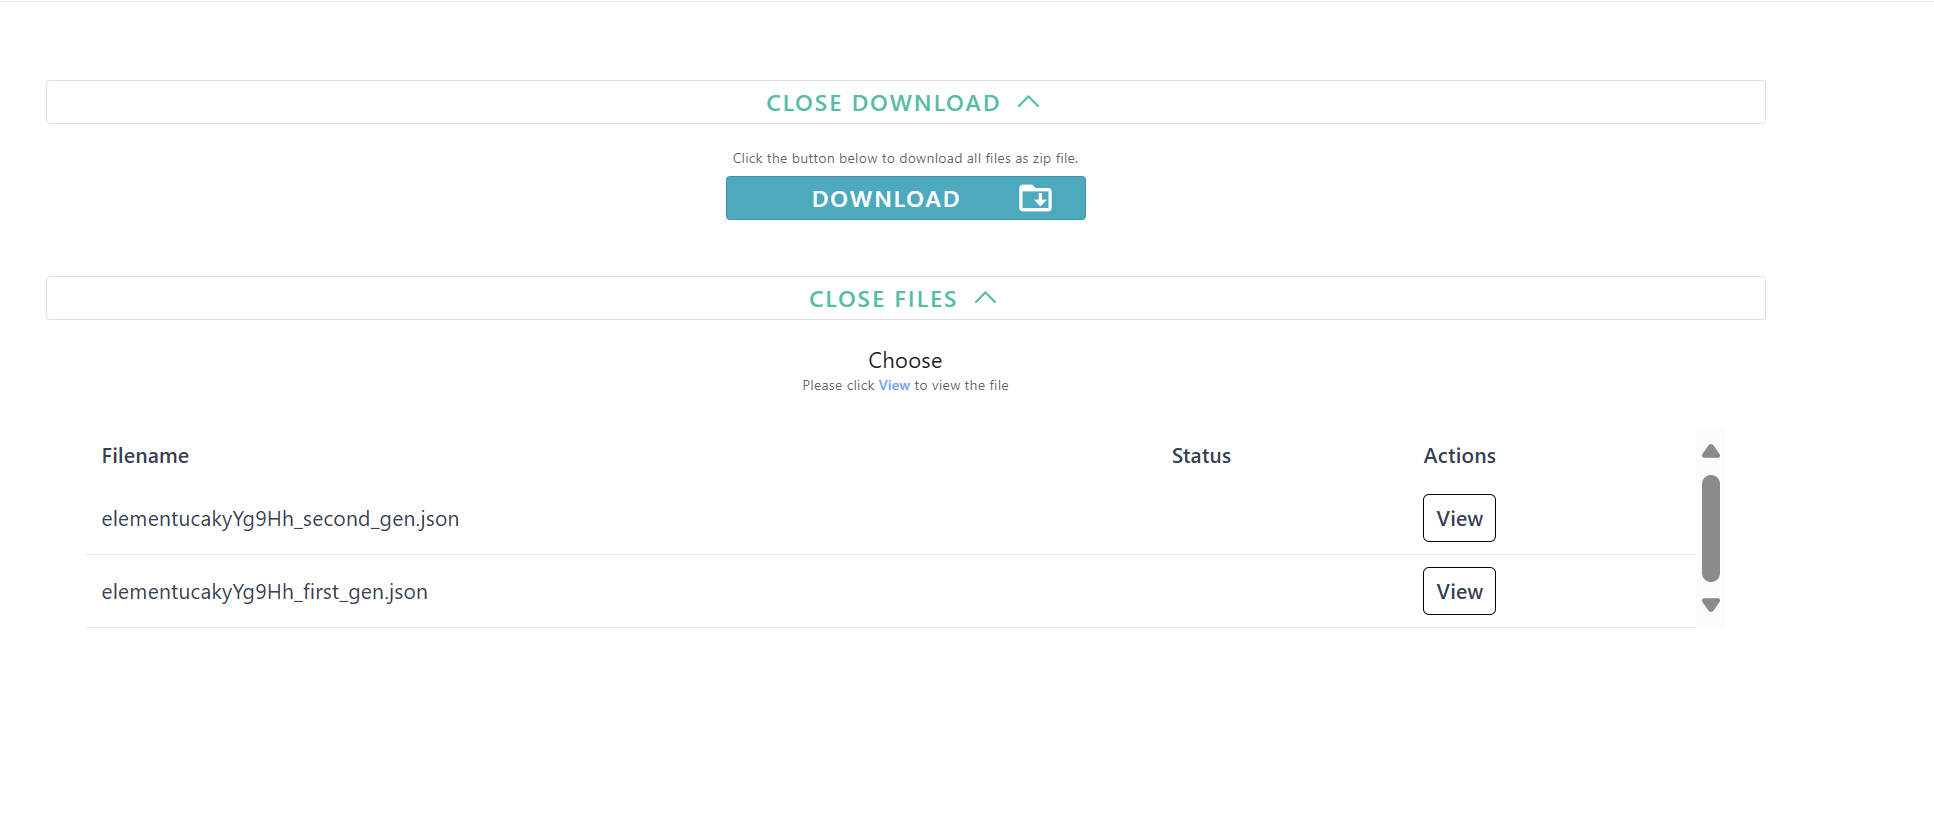 CLOSE DOWNLOAD
Click the button below to download all files as zip file.
DOWNLOAD
CLOSE FILES
Choose
Please click View to view the file
Filename Status Actions
elementucakyYg9Hh_second_gen.json View
elementucakyYg9Hh_first_gen.json View